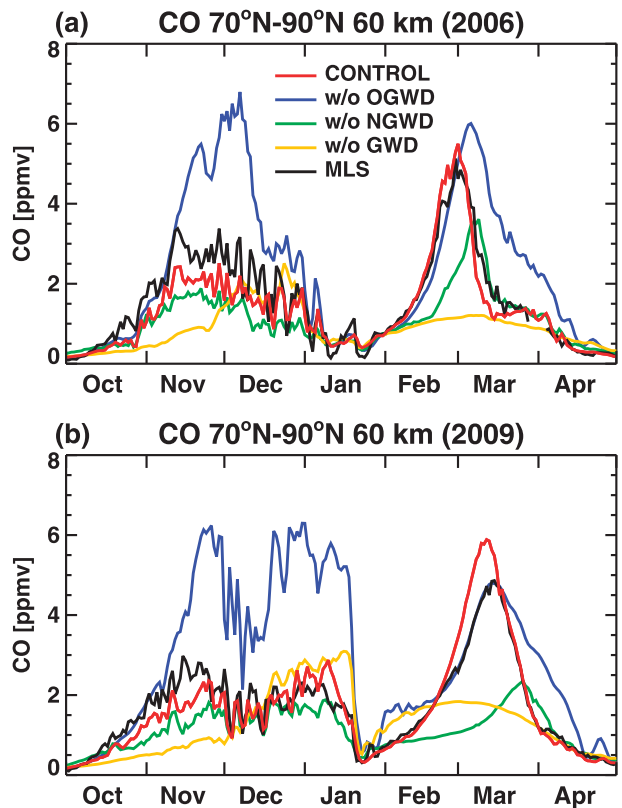 (a) CO 70°N-90°N 60 km (2006)
8
6
4
2
0
CO [ppmv]
CONTROL
w/o OGWD
w/o NGWD
w/o GWD
MLS
Oct Nov Dec Jan Feb Mar Apr
(b) CO 70°N-90°N 60 km (2009)
8
6
4
2
0
CO [ppmv]
Oct Nov Dec Jan Feb Mar Apr